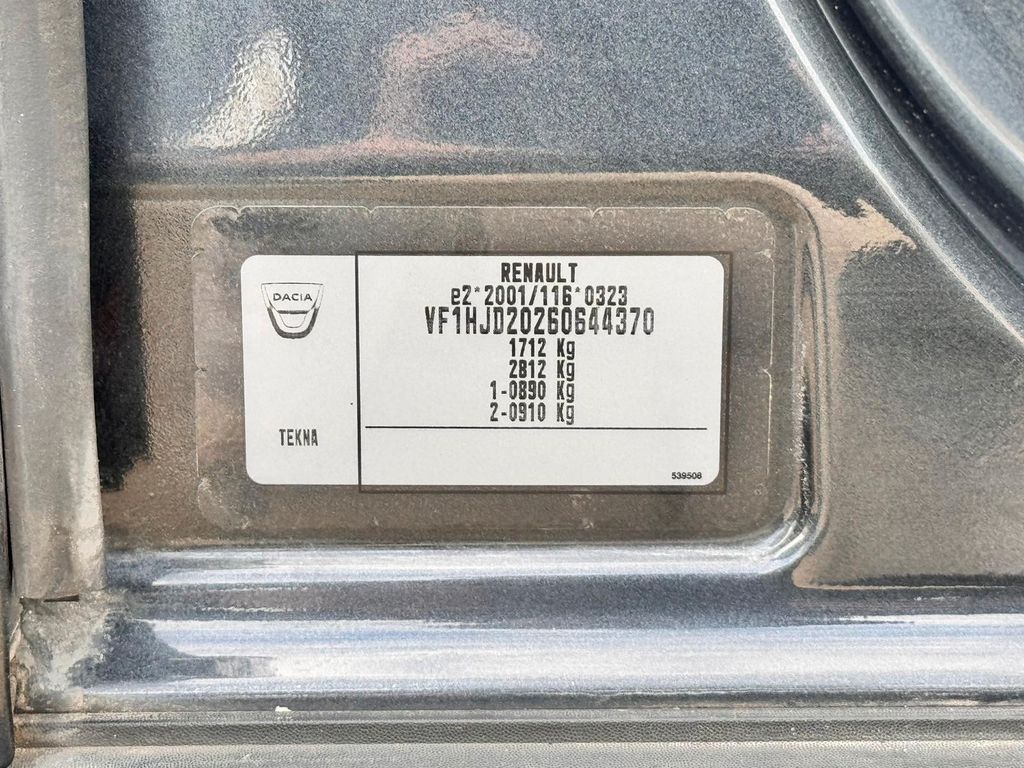 DACIA
TEKNA
RENAULT
e2*2001/116*0323
VF1HJD20260644370
1712 Kg
2812 Kg
1-0890 Kg
2-0910 Kg
539508